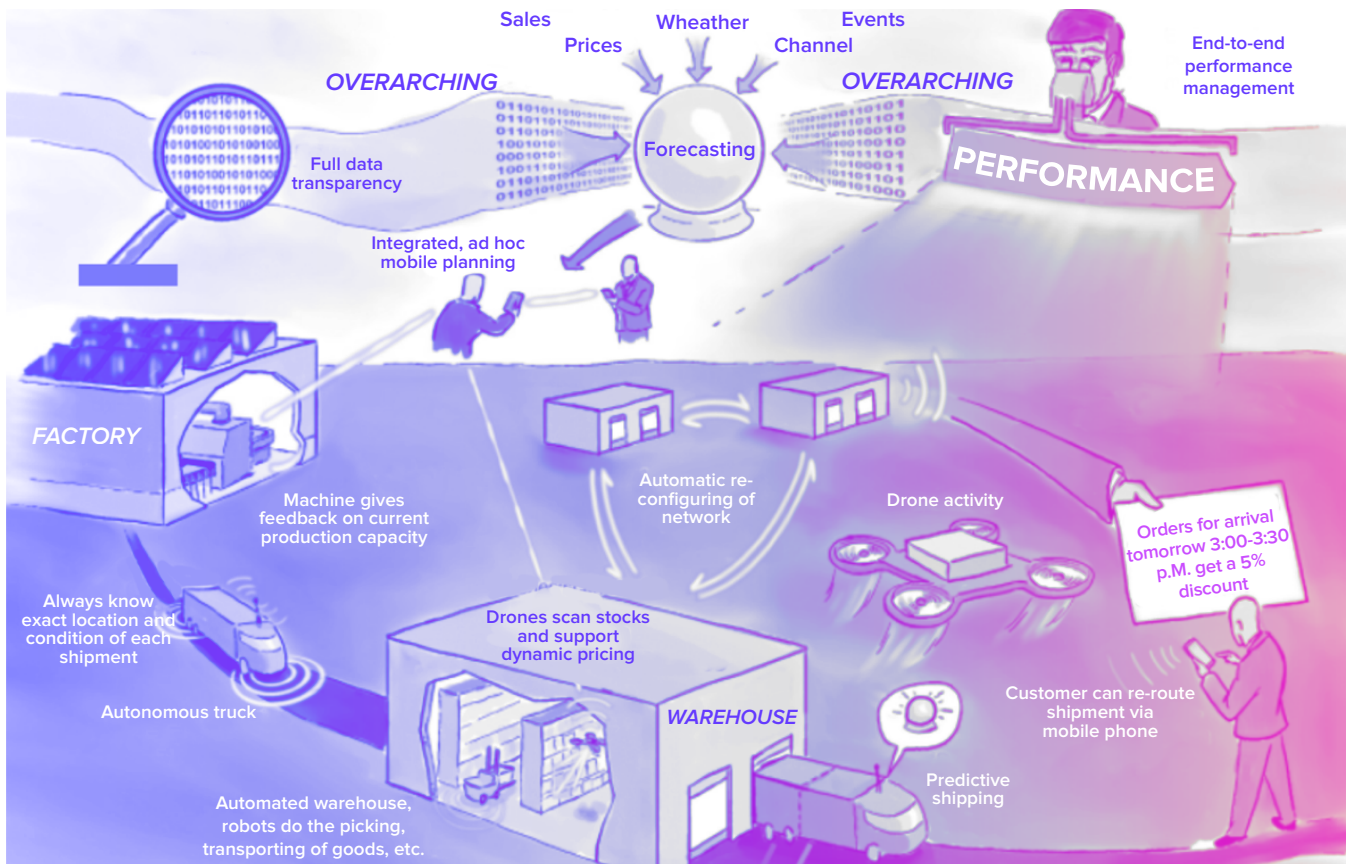 Sales
Wheather
Events
Prices
Channel
OVERARCHING
OVERARCHING
End-to-end
performance
management
Full data
transparency
Forecasting
PERFORMANCE
Integrated, ad hoc
mobile planning
FACTORY
Machine gives
feedback on current
production capacity
Automatic re-
configuring of
network
Drone activity
Orders for arrival
tomorrow 3:00-3:30
p.M. get a 5%
discount
Always know
exact location and
condition of each
shipment
Autonomous truck
Drones scan stocks
and support
dynamic pricing
WAREHOUSE
Customer can re-route
shipment via
mobile phone
Predictive
shipping
Automated warehouse,
robots do the picking,
transporting of goods, etc.